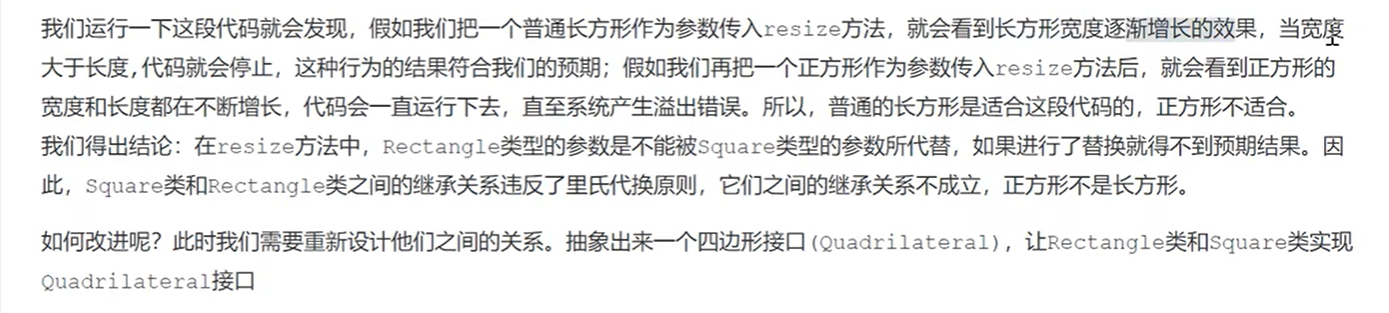 我们运行一下这段代码就会发现，假如我们把一个普通长方形作为参数传入resize方法，就会看到长方形宽度逐渐增长的效果，当宽度
大于长度,代码就会停止，这种行为的结果符合我们的预期；假如我们再把一个正方形作为参数传入resize方法后，就会看到正方形的
宽度和长度都在不断增长，代码会一直运行下去，直至系统产生溢出错误。所以，普通的长方形是适合这段代码的，正方形不适合。
我们得出结论：在resize方法中，Rectangle类型的参数是不能被Square类型的参数所代替，如果进行了替换就得不到预期结果。因
此，Square类和Rectangle类之间的继承关系违反了里氏代换原则，它们之间的继承关系不成立，正方形不是长方形。
如何改进呢？此时我们需要重新设计他们之间的关系。抽象出来一个四边形接口(Quadrilateral)，让Rectangle类和Square类实现
Quadrilateral接口